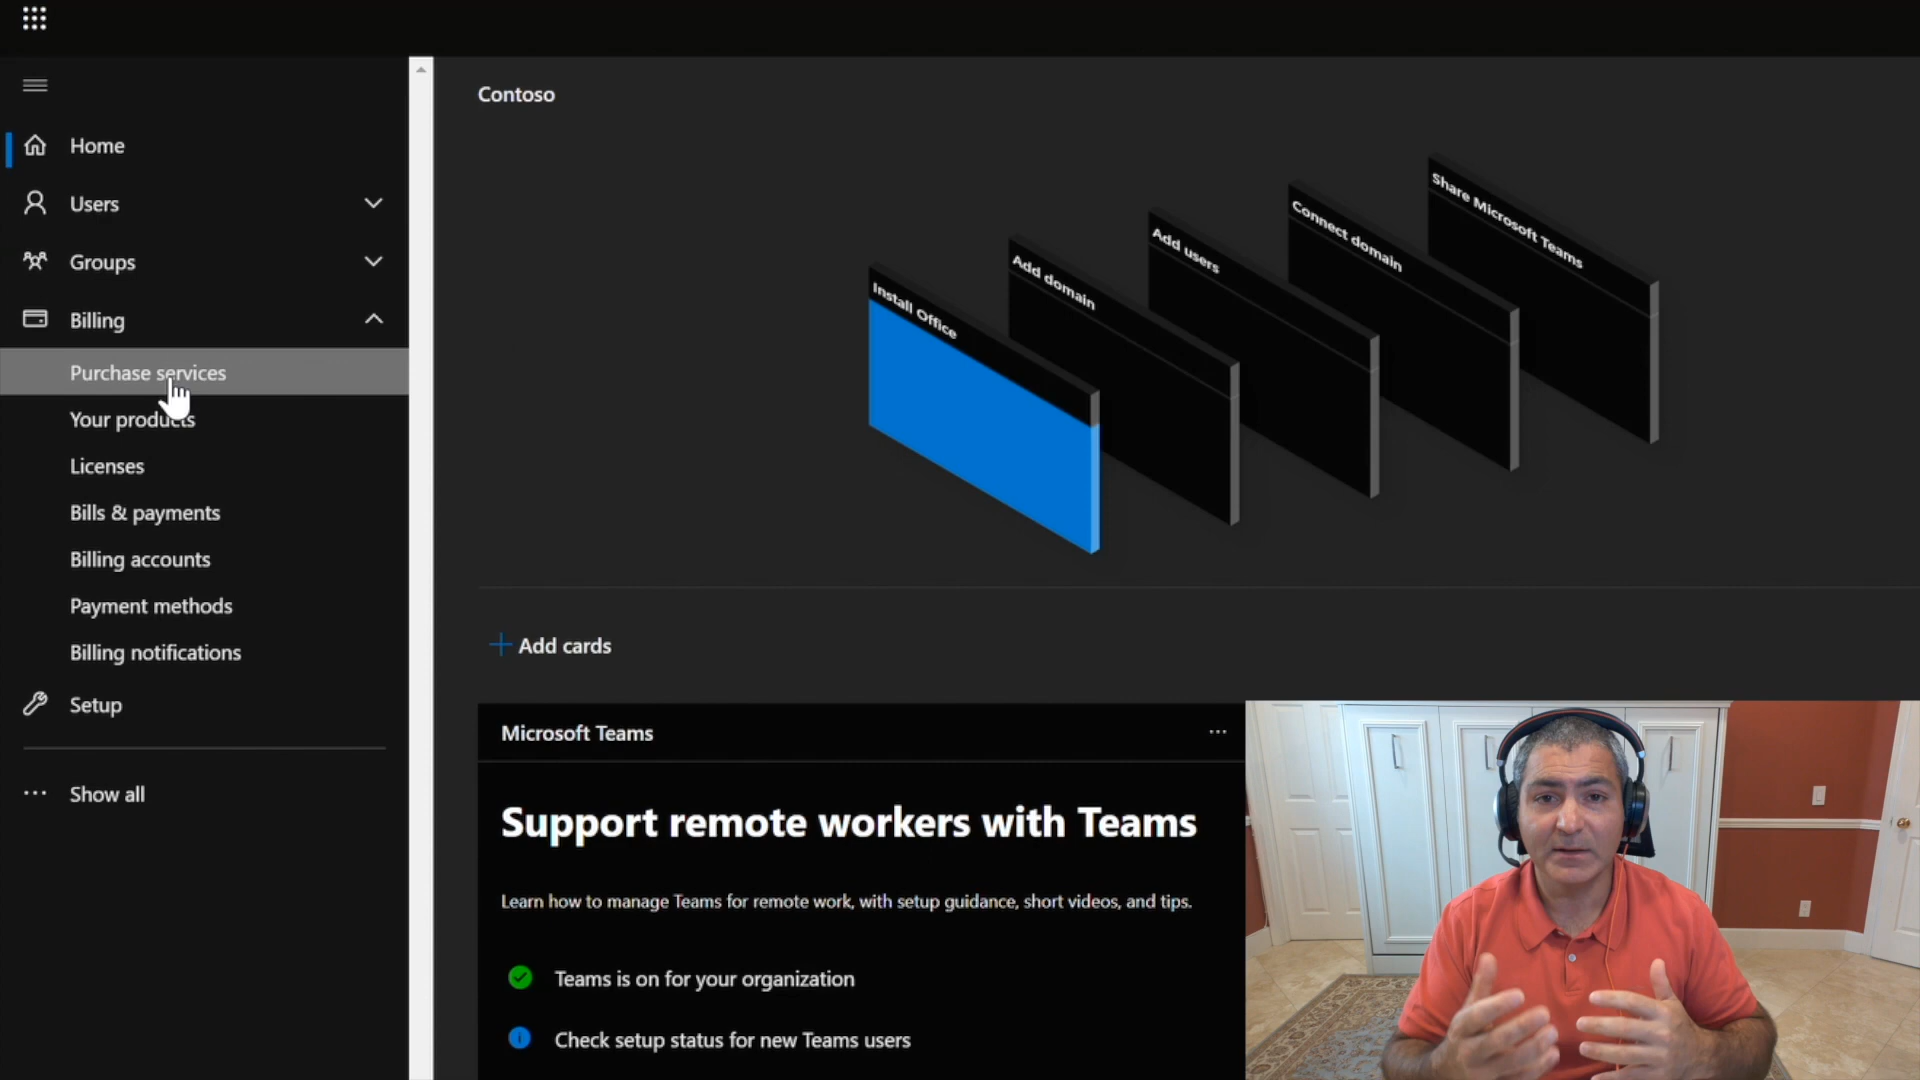 Home
Users
Groups
Billing
Purchase services
Your products
Licenses
Bills & payments
Billing accounts
Payment methods
Billing notifications
Setup
Show all
Contoso
Install Office
Add domain
Add users
Connect domain
Share Microsoft Teams
Add cards
Microsoft Teams
Support remote workers with Teams
Learn how to manage Teams for remote work, with setup guidance, short videos, and tips.
Teams is on for your organization
Check setup status for new Teams users